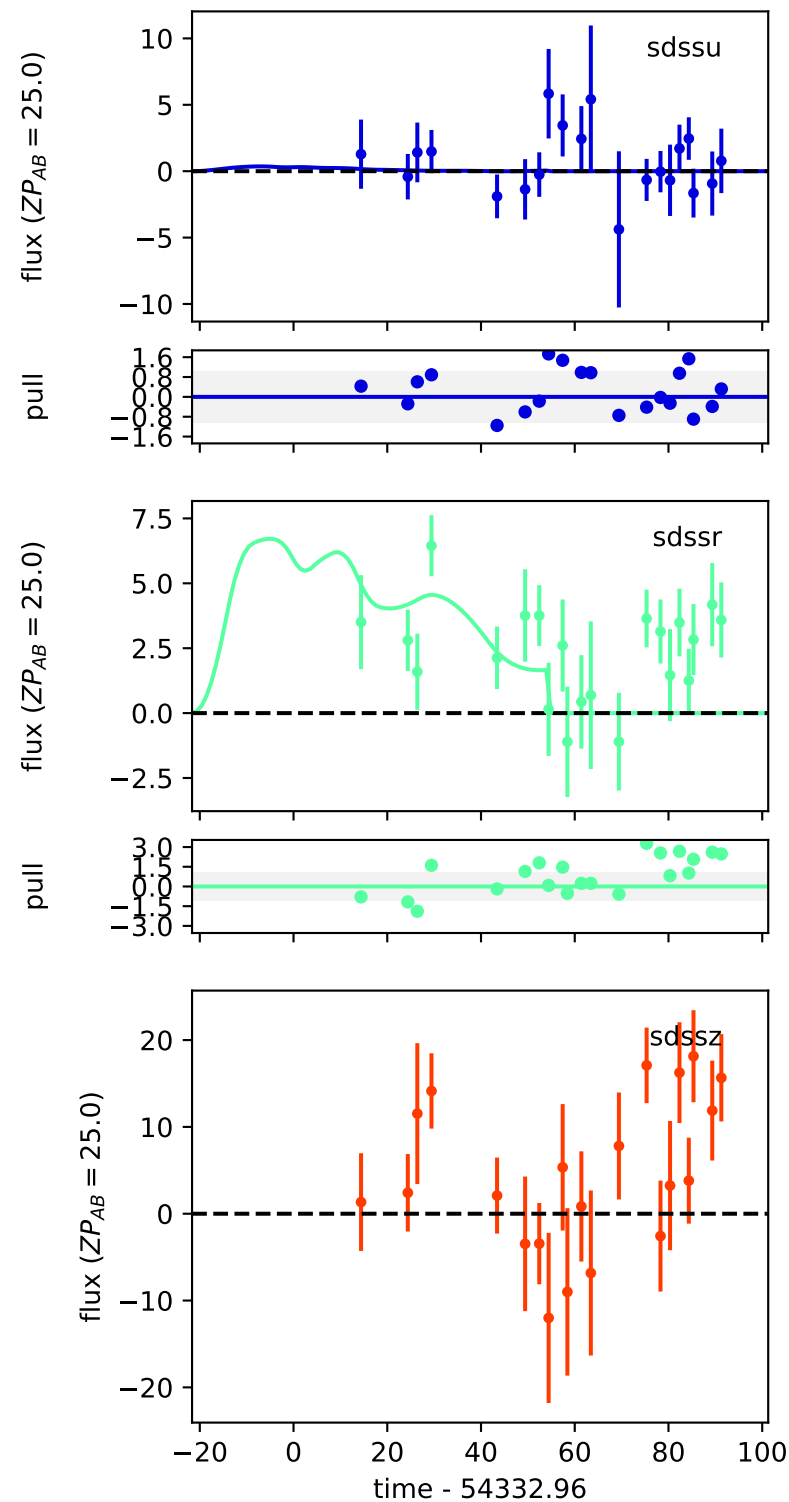 10
5
0
−5
−10
flux (ZP_AB = 25.0)
sdssu
1.6
0.8
0.0
−0.8
−1.6
pull
7.5
5.0
2.5
0.0
−2.5
flux (ZP_AB = 25.0)
sdssr
3.0
1.5
0.0
−1.5
−3.0
pull
20
10
0
−10
−20
flux (ZP_AB = 25.0)
sdssz
−20 0 20 40 60 80 100
time - 54332.96